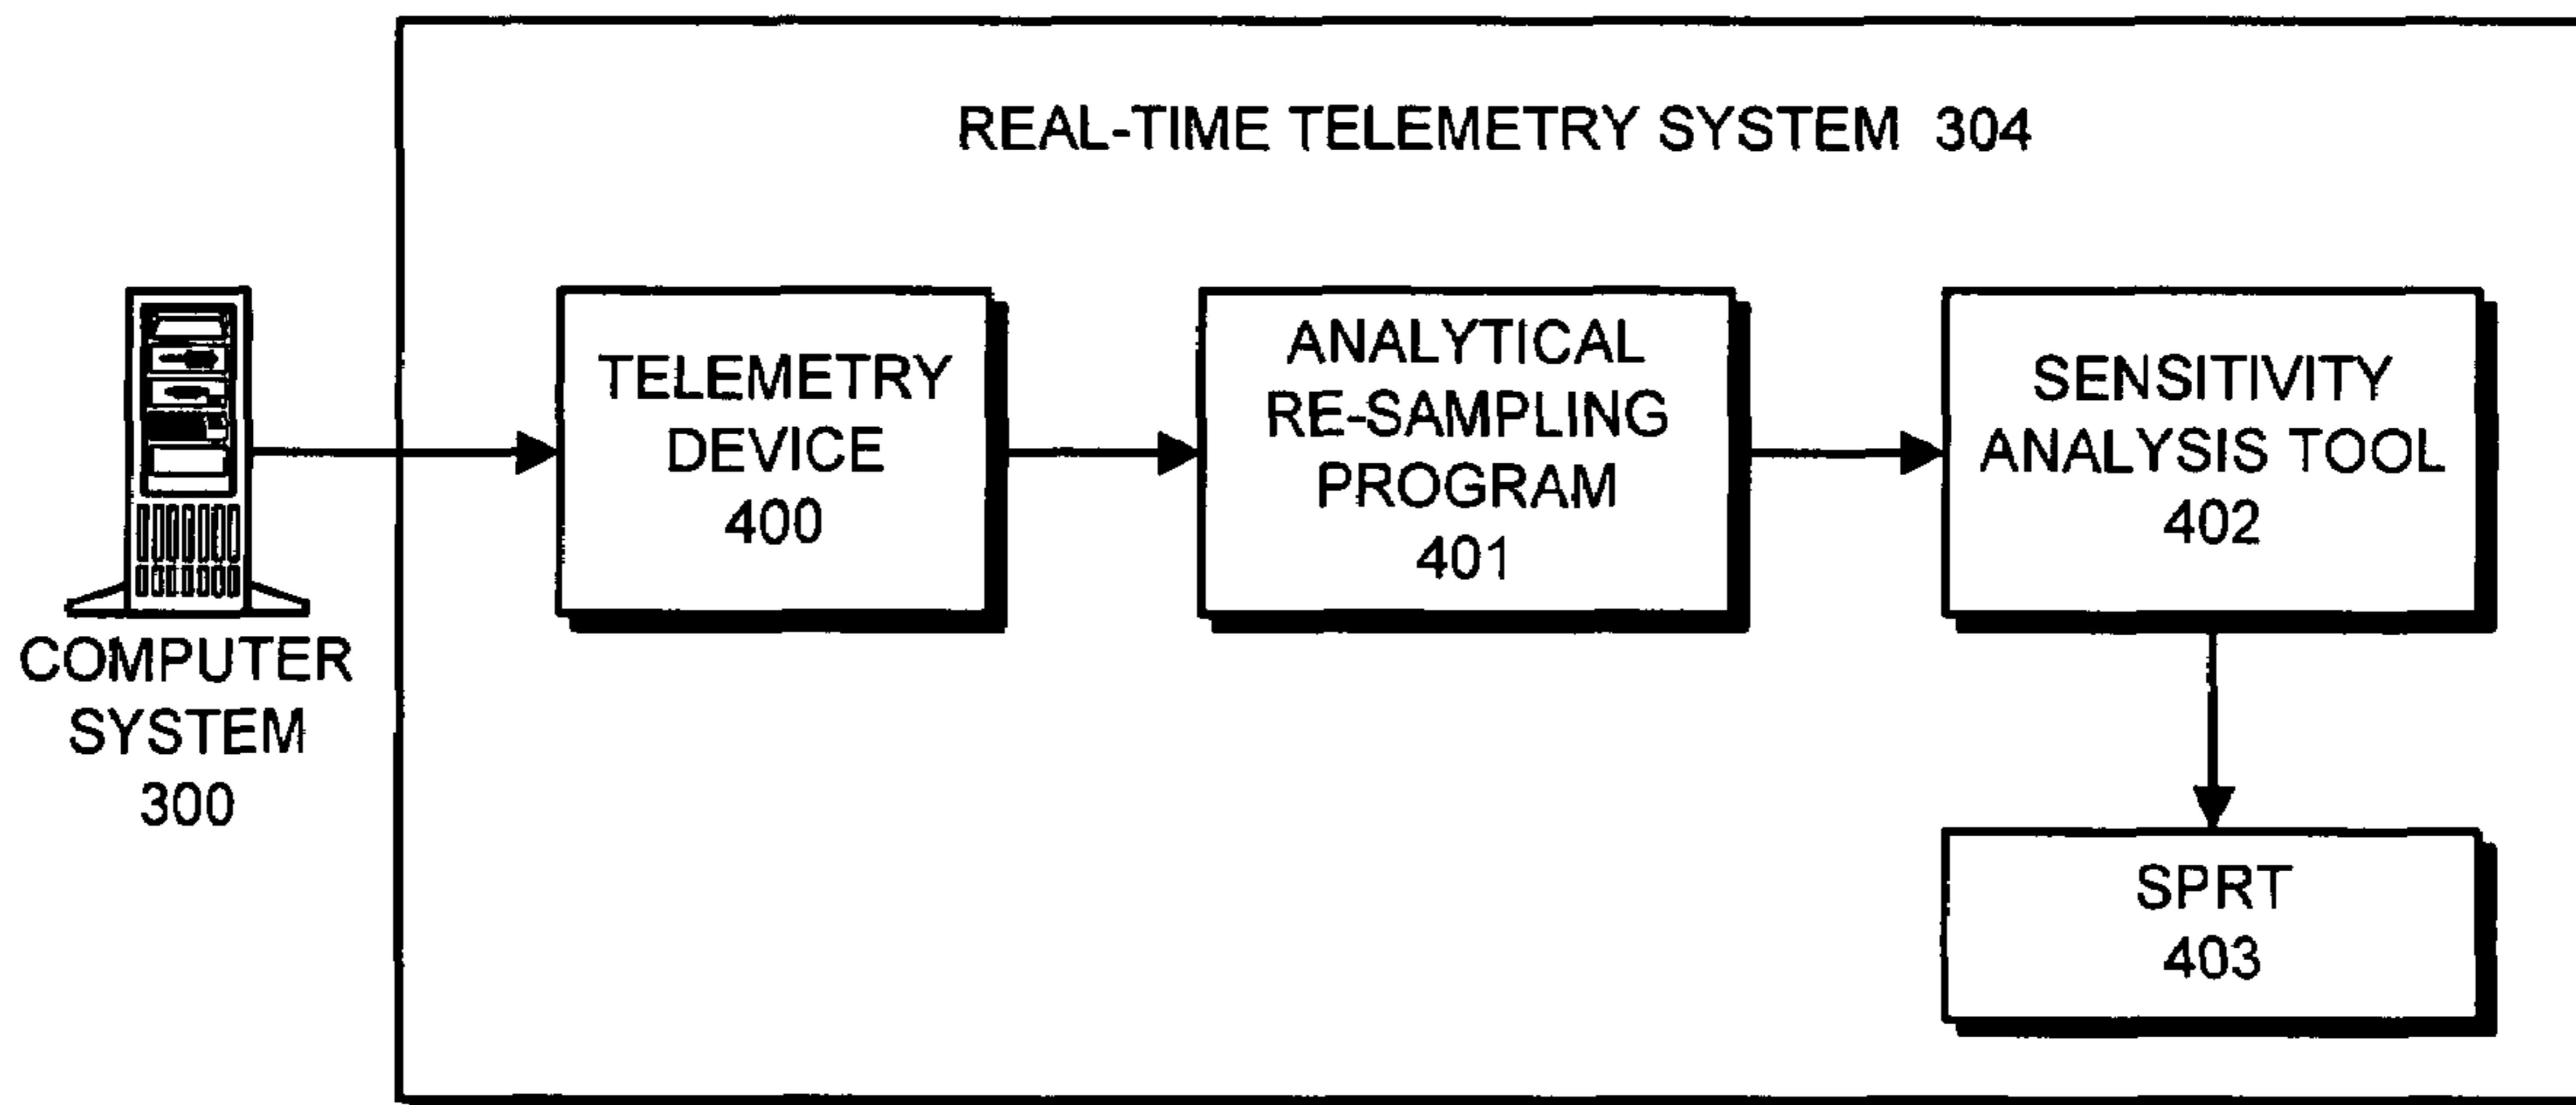 REAL-TIME TELEMETRY SYSTEM 304
COMPUTER
SYSTEM
300
TELEMETRY
DEVICE
400
ANALYTICAL
RE-SAMPLING
PROGRAM
401
SENSITIVITY
ANALYSIS TOOL
402
SPRT
403